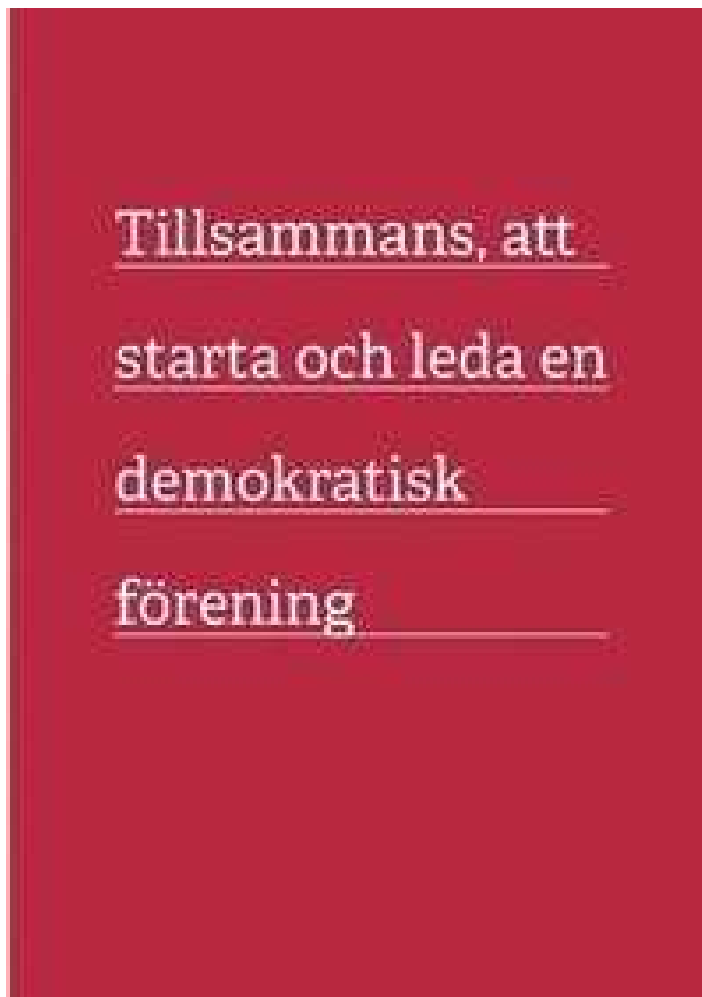 Tillsammans, att
starta och leda en
demokratisk
förening